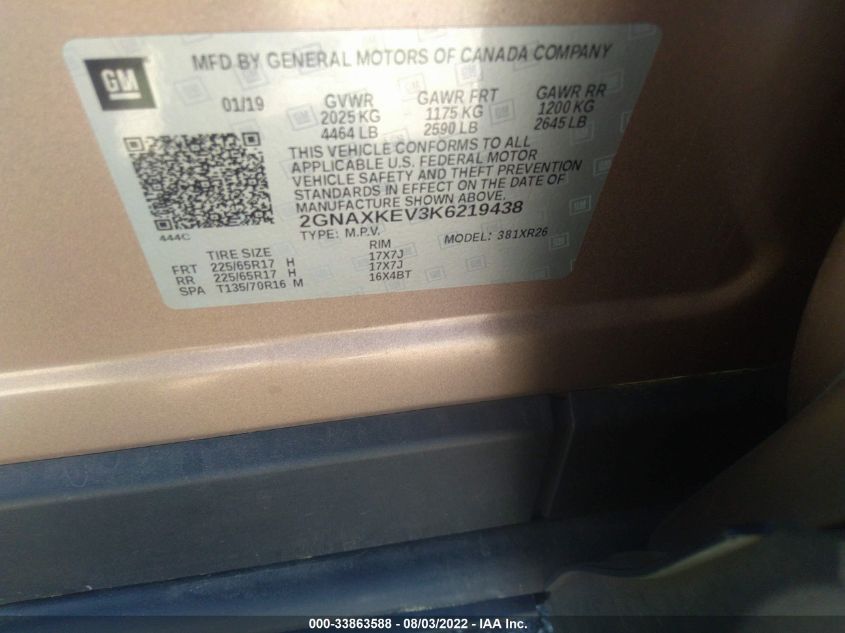 GM
MFD BY GENERAL MOTORS OF CANADA COMPANY
01/19 GVWR GAWR FRT GAWR RR
2025 KG 1175 KG 1200 KG
4464 LB 2590 LB 2645 LB
THIS VEHICLE CONFORMS TO ALL
APPLICABLE U.S. FEDERAL MOTOR
VEHICLE SAFETY AND THEFT PREVENTION
STANDARDS IN EFFECT ON THE DATE
OF MANUFACTURE SHOWN ABOVE.
2GNAXKEV3K6219438
444C
TYPE: M.P.V. MODEL: 381XR26
TIRE SIZE RIM
FRT 225/65R17 H 17X7J
RR 225/65R17 H 17X7J
SPA T135/70R16 M 16X4BT
000-33863588 - 08/03/2022 - IAA Inc.